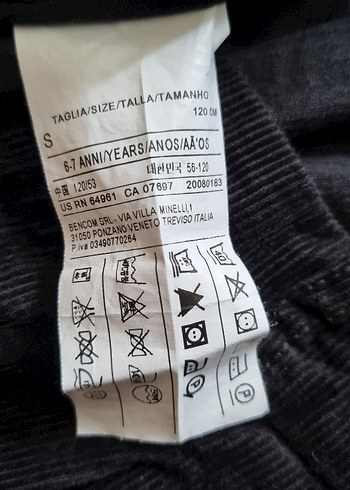 TAGLIA/SIZE/TALLA/TAMANHO
120 CM
S
6-7 ANNI/YEARS/ANOS/AÃ'OS
대한민국 56-120
中国 120/53
US RN 64961 CA 07697 20080183
BENCOM SRL - VIA VILLA MINELLI,1
31050 PONZANO VENETO TREVISO ITALIA
P.iva 03490770264